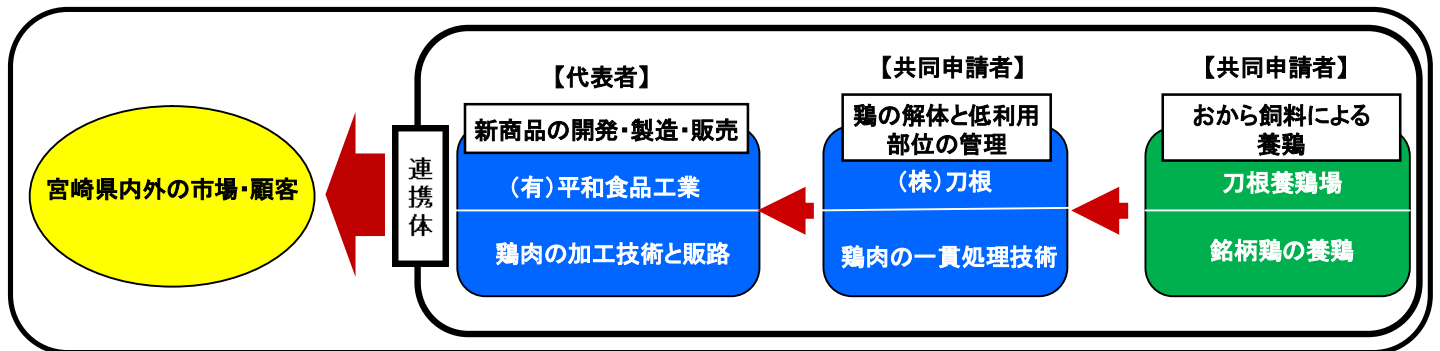 【代表者】
【共同申請者】
【共同申請者】
新商品の開発・製造・販売
鶏の解体と低利用
部位の管理
おから飼料による
養鶏
宮崎県内外の市場・顧客
連携体
（有）平和食品工業
（株）刀根
刀根養鶏場
鶏肉の加工技術と販路
鶏肉の一貫処理技術
銘柄鶏の養鶏